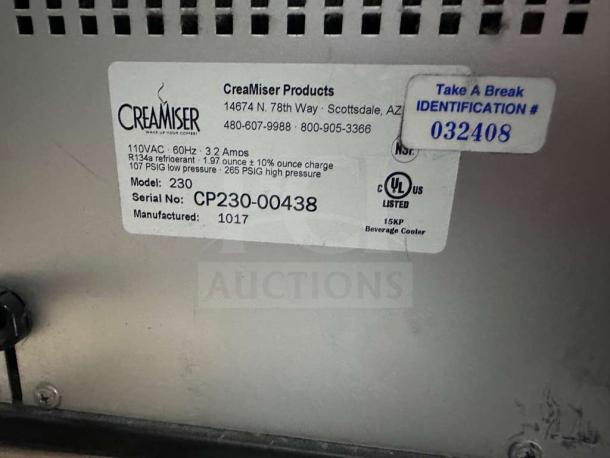 CREAMISER
WAKE UP YOUR COFFEE!
CreaMiser Products
14674 N. 78th Way · Scottsdale, AZ
480-607-9988 · 800-905-3366
Take A Break
IDENTIFICATION #
032408
NSF
110VAC · 60Hz · 3.2 Amps
R134a refrigerant · 1.97 ounce ± 10% ounce charge
107 PSIG low pressure · 265 PSIG high pressure
Model: 230
Serial No: CP230-00438
Manufactured: 1017
C UL US
LISTED
15KP
Beverage Cooler
AUCTIONS